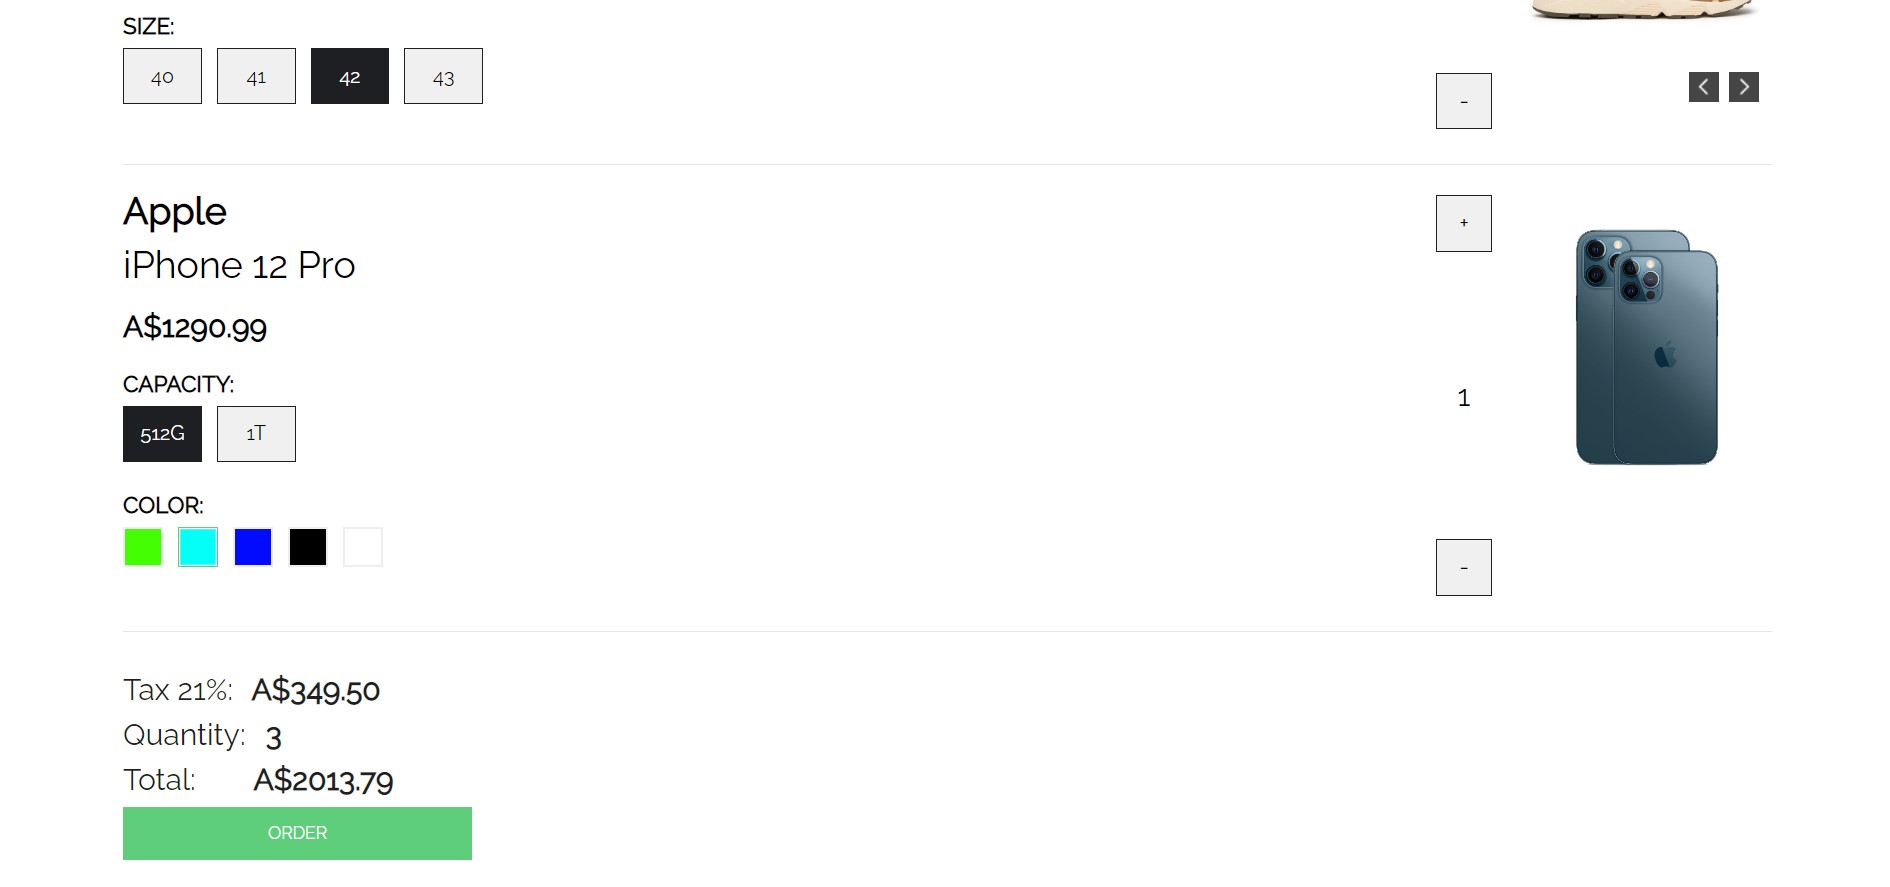 SIZE:
40 41 42 43
-
Apple
+
iPhone 12 Pro
A$1290.99
CAPACITY:
1
512G 1T
COLOR:
-
Tax 21%: A$349.50
Quantity: 3
Total: A$2013.79
ORDER